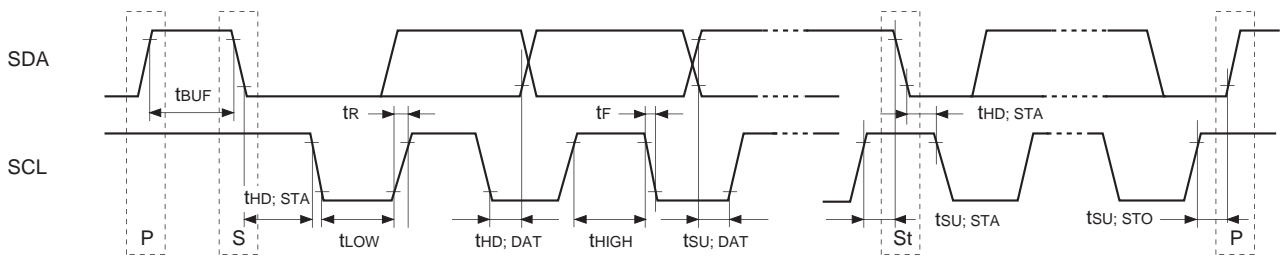 SDA
tBUF
tR
tF
tHD; STA
SCL
tHD; STA
tLOW
tHD; DAT
tHIGH
tSU; DAT
tSU; STA
tSU; STO
P
S
St
P